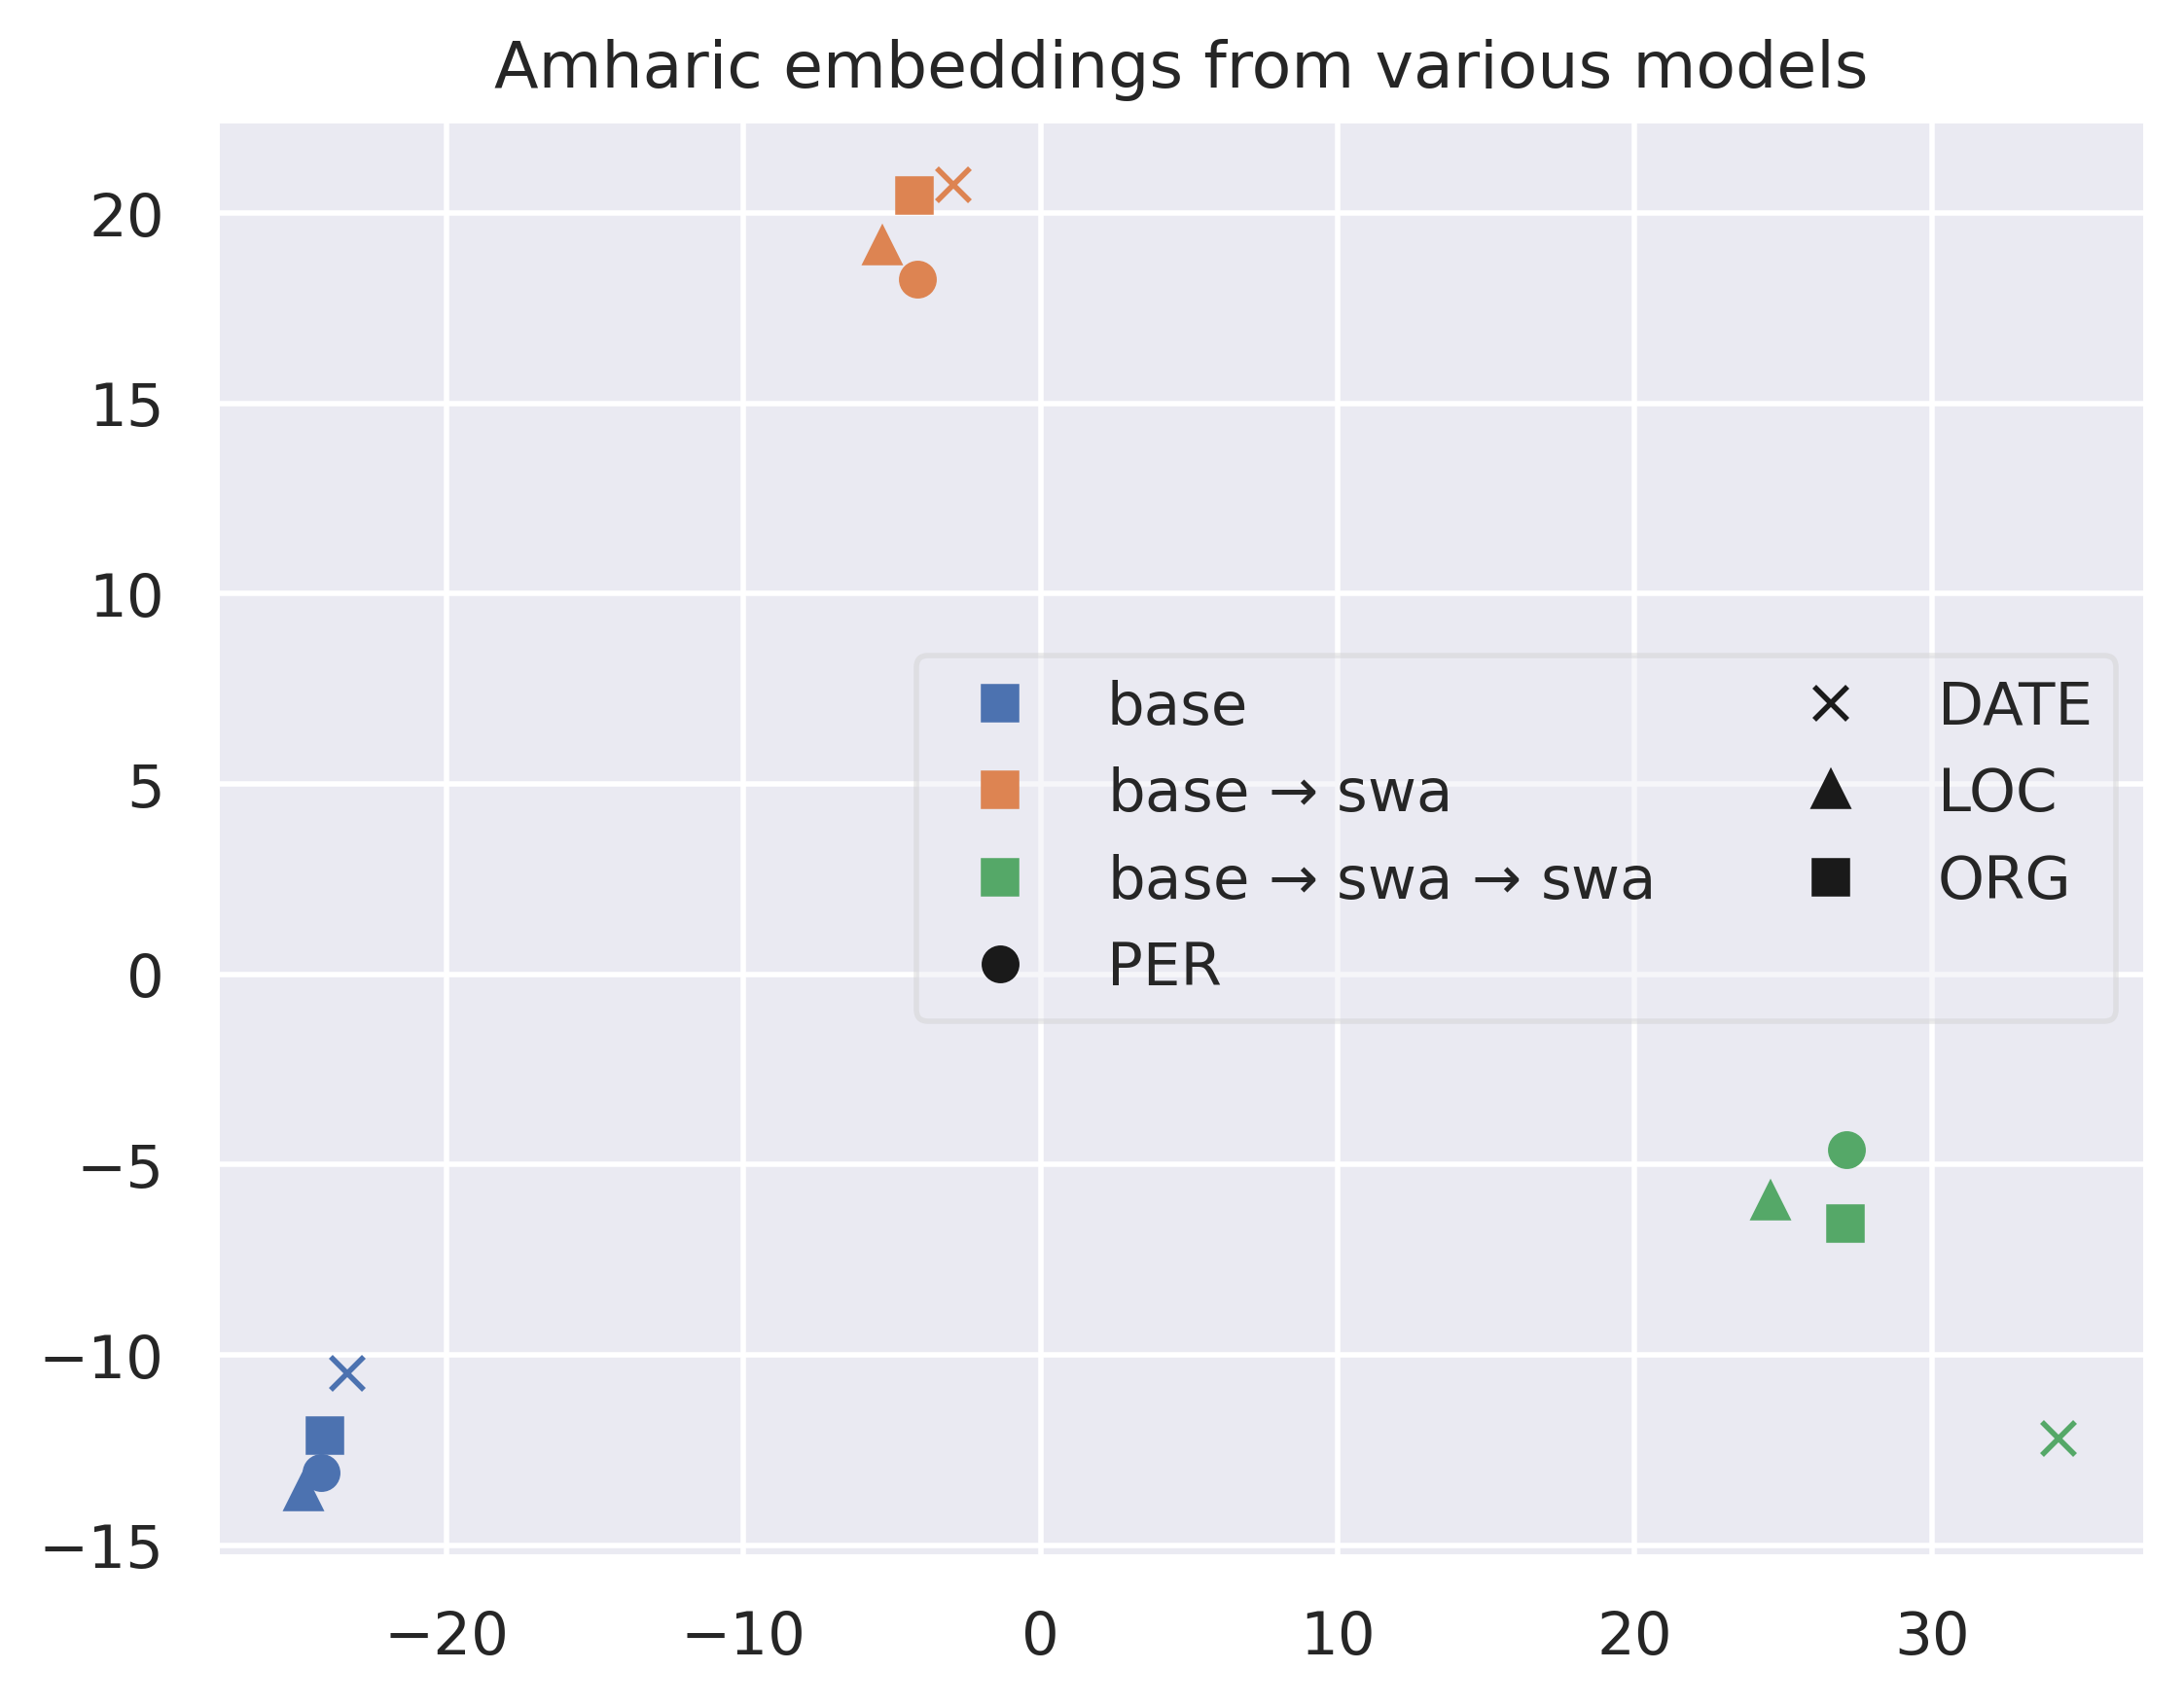 Amharic embeddings from various models
20
15
10
5
0
−5
−10
−15
base
base → swa
base → swa → swa
PER
DATE
LOC
ORG
−20 −10 0 10 20 30